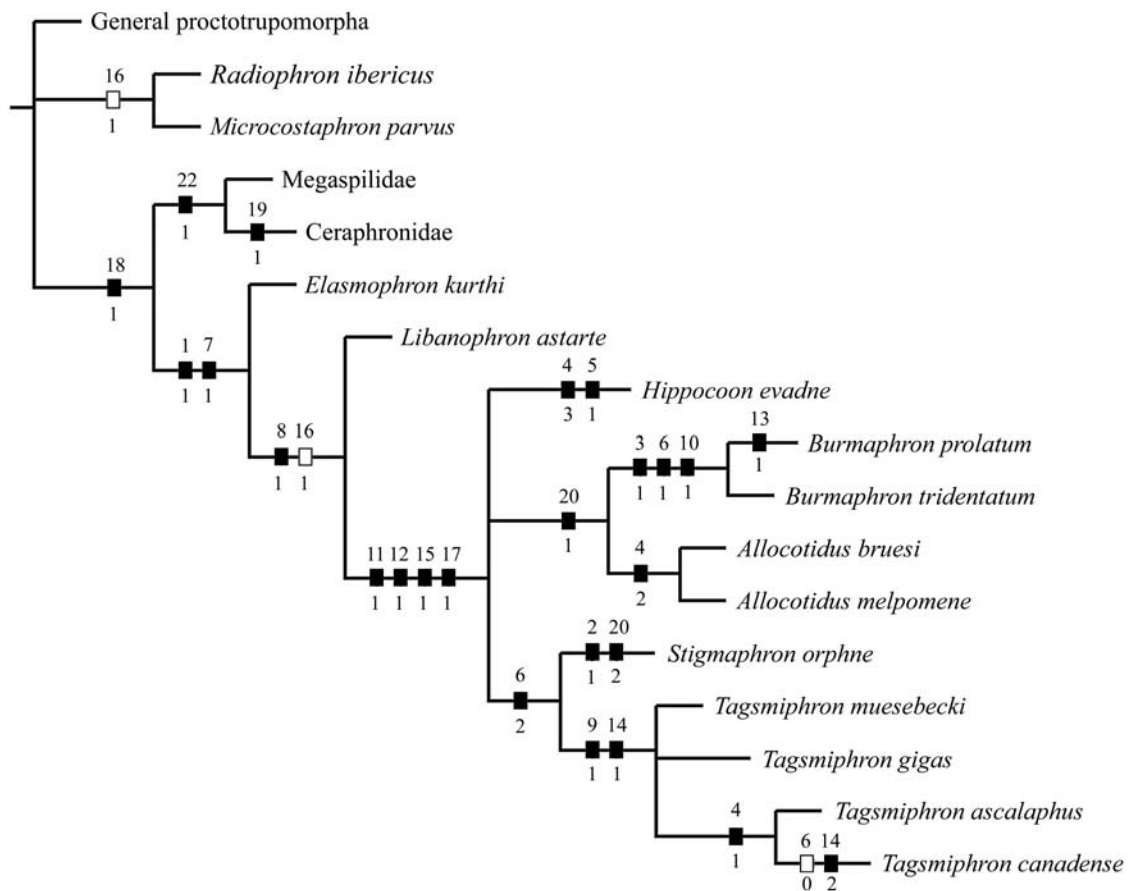 General proctotrupomorpha
16
Radiophron ibericus
1
Microcostaphron parvus
22
Megaspilidae
1
19
Ceraphronidae
1
18
1
Elasmophron kurthi
1 7
1 1
Libanophron astarte
4 5
Hippocoon evadne
3 1
8 16
1 1
13
Burmaphron prolatum
1
3 6 10
1 1 1
Burmaphron tridentatum
20
1
Allocotidus bruesi
4
2
Allocotidus melpomene
11 12 15 17
1 1 1 1
2 20
Stigmaphron orphne
1 2
6
2
Tagsmiphron muesebecki
9 14
1 1
Tagsmiphron gigas
Tagsmiphron ascalaphus
4
1
6 14
Tagsmiphron canadense
0 2